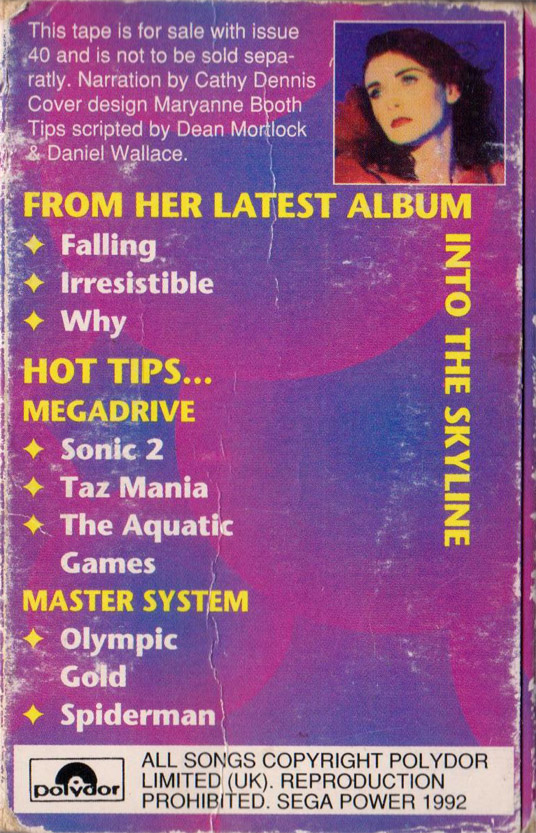 This tape is for sale with issue
40 and is not to be sold sepa-
ratly. Narration by Cathy Dennis
Cover design Maryanne Booth
Tips scripted by Dean Mortlock
& Daniel Wallace.
FROM HER LATEST ALBUM
INTO THE SKYLINE
✦ Falling
✦ Irresistible
✦ Why
HOT TIPS...
MEGADRIVE
✦ Sonic 2
✦ Taz Mania
✦ The Aquatic
Games
MASTER SYSTEM
✦ Olympic
Gold
✦ Spiderman
polydor
ALL SONGS COPYRIGHT POLYDOR
LIMITED (UK). REPRODUCTION
PROHIBITED. SEGA POWER 1992